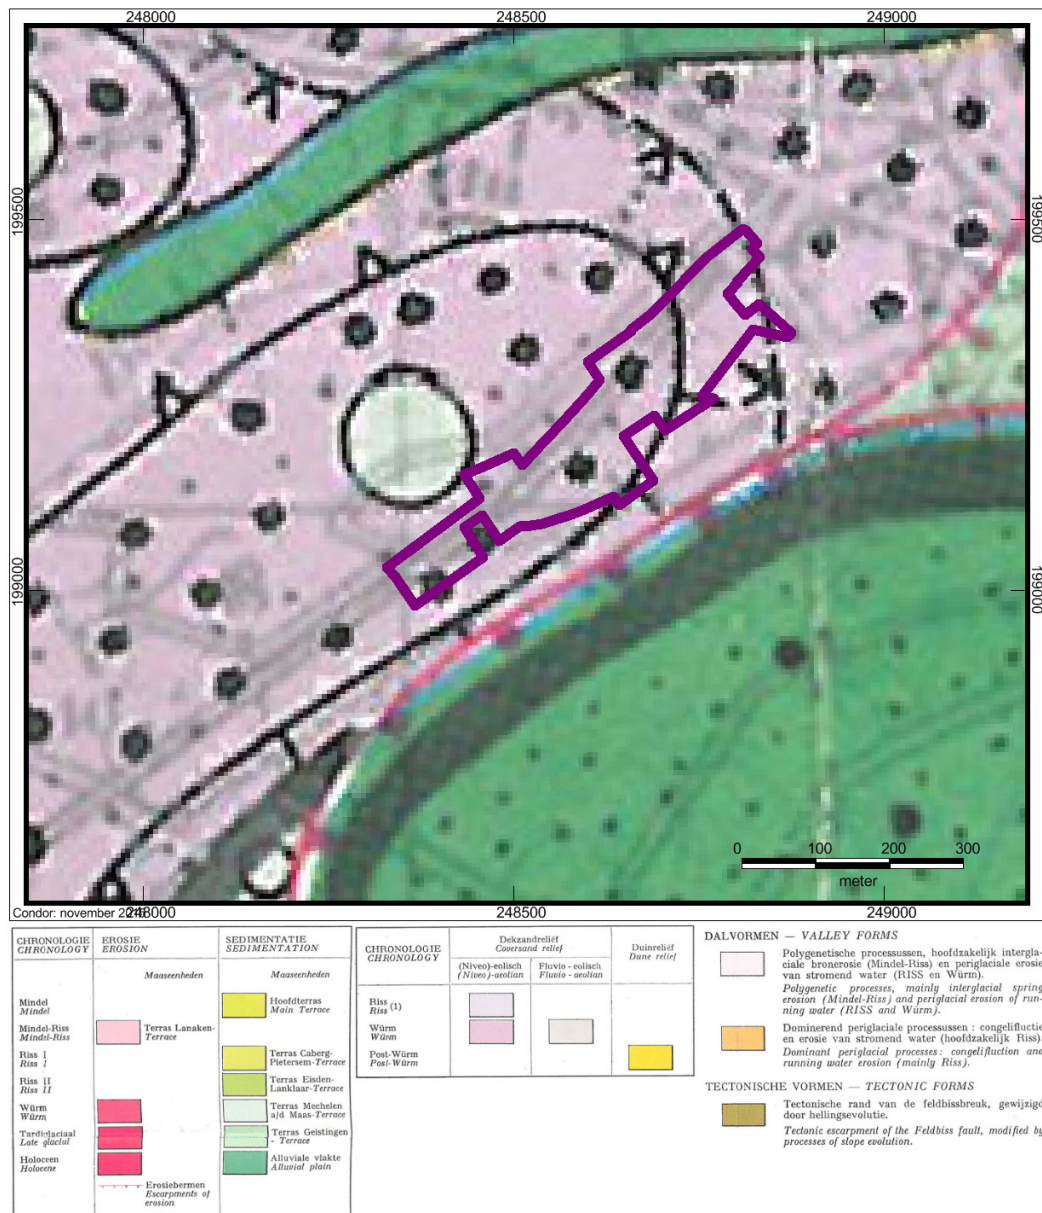 248000
248500
249000
199500
199500
199000
199000
0
100
200
300
meter
Condor: november
248000
248500
249000
CHRONOLOGIE
CHRONOLOGY
EROSIE
EROSION
SEDIMENTATIE
SEDIMENTATION
Maaseenheden
Maaseenheden
Mindel
Mindel
Hoofdterras
Main Terrace
Mindel-Riss
Mindel-Riss
Terras Lanaken-
Terrace
Riss I
Riss I
Terras Caberg-
Pietersem-Terrace
Riss II
Riss II
Terras Eisden-
Lanklaar-Terrace
Würm
Würm
Terras Mechelen
a/d Maas-Terrace
Tardiglaciaal
Late glacial
Terras Geistingen
- Terrace
Holoceen
Holocene
Alluviale vlakte
Alluvial plain
Erosiebermen
Escarpments of
erosion
CHRONOLOGIE
CHRONOLOGY
Dekzandreliëf
Coversand relief
Duinreliëf
Dune relief
(Niveo)-eolisch
(Niveo)-aeolian
Fluvio-eolisch
Fluvio-aeolian
Riss (1)
Riss
Würm
Würm
Post-Würm
Post-Würm
DALVORMEN — VALLEY FORMS
Polygenetische processussen, hoofdzakelijk intergla-
ciale bronerosie (Mindel-Riss) en periglaciale erosie
van stromend water (RISS en Würm).
Polygenetic processes, mainly interglacial spring
erosion (Mindel-Riss) and periglacial erosion of run-
ning water (RISS and Würm).
Dominerend periglaciale processussen : congelifluctie
en erosie van stromend water (hoofdzakelijk Riss).
Dominant periglacial processes : congelifluction and
running water erosion (mainly Riss).
TECTONISCHE VORMEN — TECTONIC FORMS
Tectonische rand van de feldbissbreuk, gewijzigd
door hellingsevolutie.
Tectonic escarpment of the Feldbiss fault, modified by
processes of slope evolution.